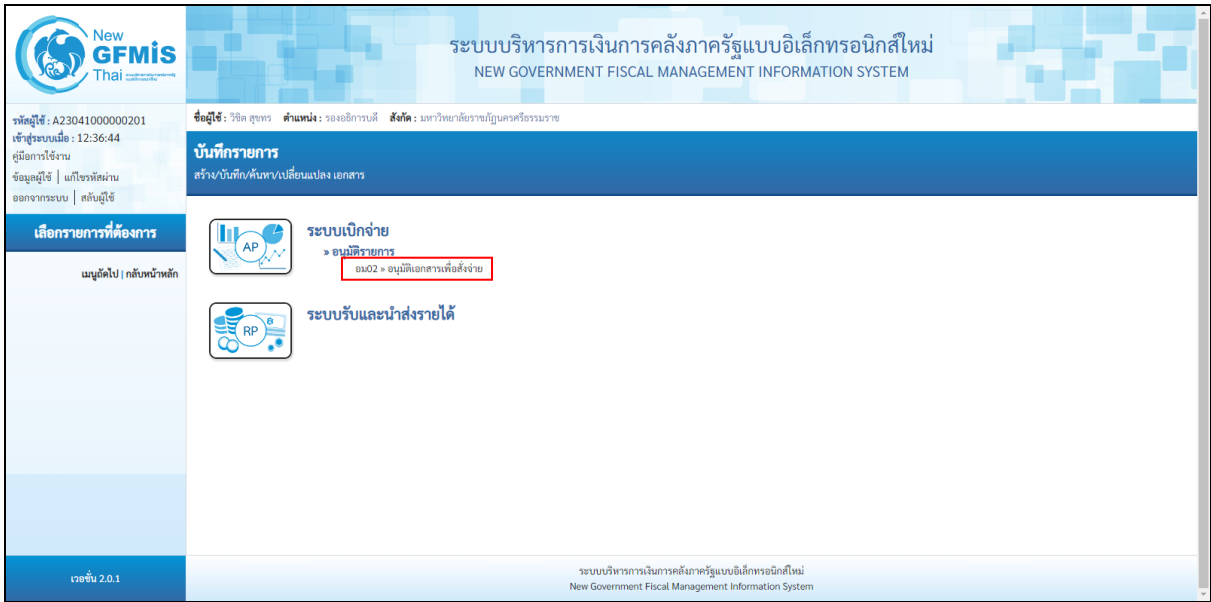 New
GFMiS
Thai
ระบบบริหารการเงินการคลังภาครัฐแบบอิเล็กทรอนิกส์ใหม่
NEW GOVERNMENT FISCAL MANAGEMENT INFORMATION SYSTEM
รหัสผู้ใช้ : A23041000000201
เข้าสู่ระบบเมื่อ : 12:36:44
คู่มือการใช้งาน
ข้อมูลผู้ใช้ | แก้ไขรหัสผ่าน
ออกจากระบบ | สลับผู้ใช้
ชื่อผู้ใช้ : วิชิต สุขทร ตำแหน่ง : รองอธิการบดี สังกัด : มหาวิทยาลัยราชภัฏนครศรีธรรมราช
บันทึกรายการ
สร้าง/บันทึก/ค้นหา/เปลี่ยนแปลง เอกสาร
เลือกรายการที่ต้องการ
เมนูถัดไป | กลับหน้าหลัก
AP
ระบบเบิกจ่าย
» อนุมัติรายการ
อม02 » อนุมัติเอกสารเพื่อสั่งจ่าย
RP
ระบบรับและนำส่งรายได้
เวอชั่น 2.0.1
ระบบบริหารการเงินการคลังภาครัฐแบบอิเล็กทรอนิกส์ใหม่
New Government Fiscal Management Information System